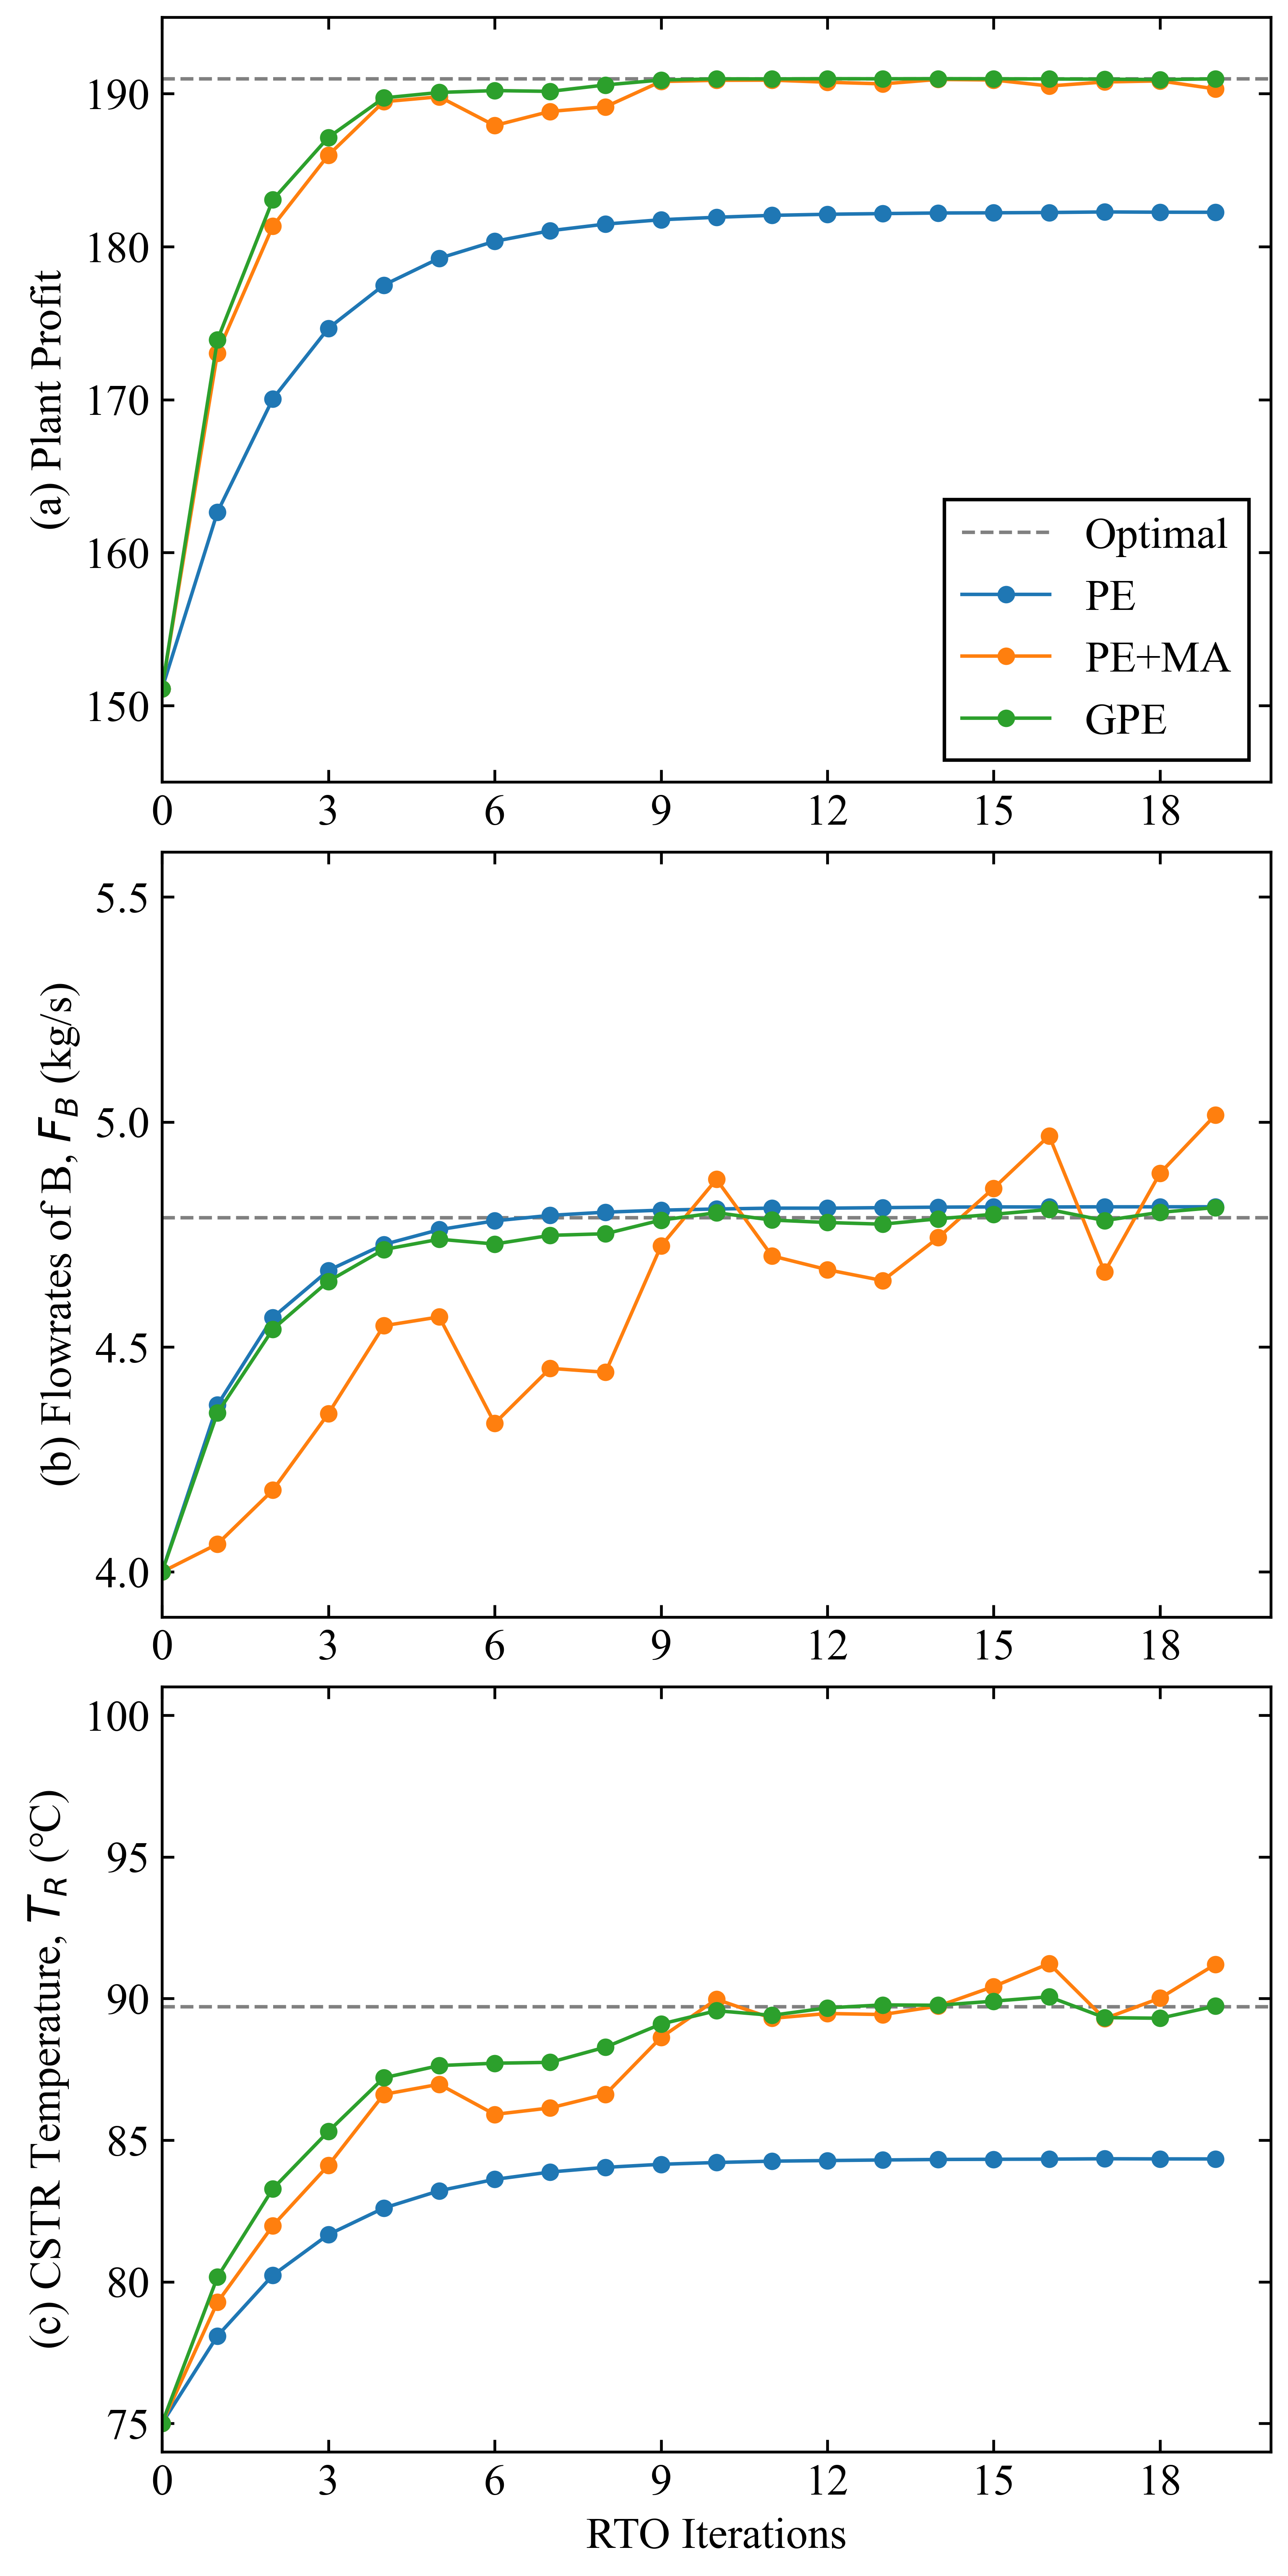 190
180
170
160
150
(a) Plant Profit
Optimal
PE
PE+MA
GPE
0 3 6 9 12 15 18
5.5
5.0
4.5
4.0
(b) Flowrates of B, F_B (kg/s)
0 3 6 9 12 15 18
100
95
90
85
80
75
(c) CSTR Temperature, T_R (°C)
0 3 6 9 12 15 18
RTO Iterations